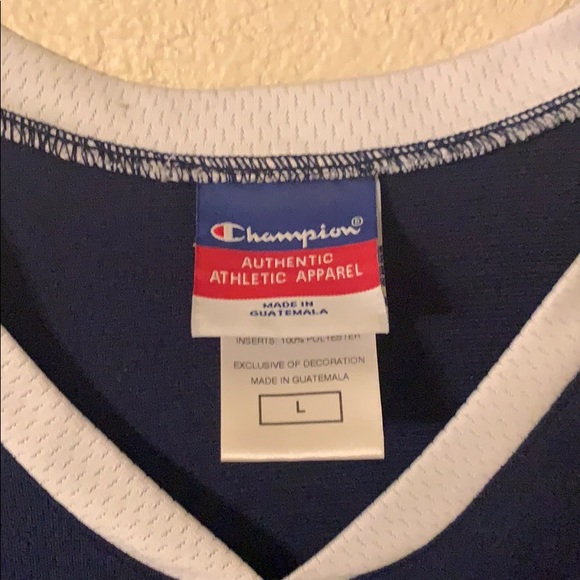 Champion®
AUTHENTIC
ATHLETIC APPAREL
MADE IN
GUATEMALA
INSERTS: 100% POLYESTER
EXCLUSIVE OF DECORATION
MADE IN GUATEMALA
L